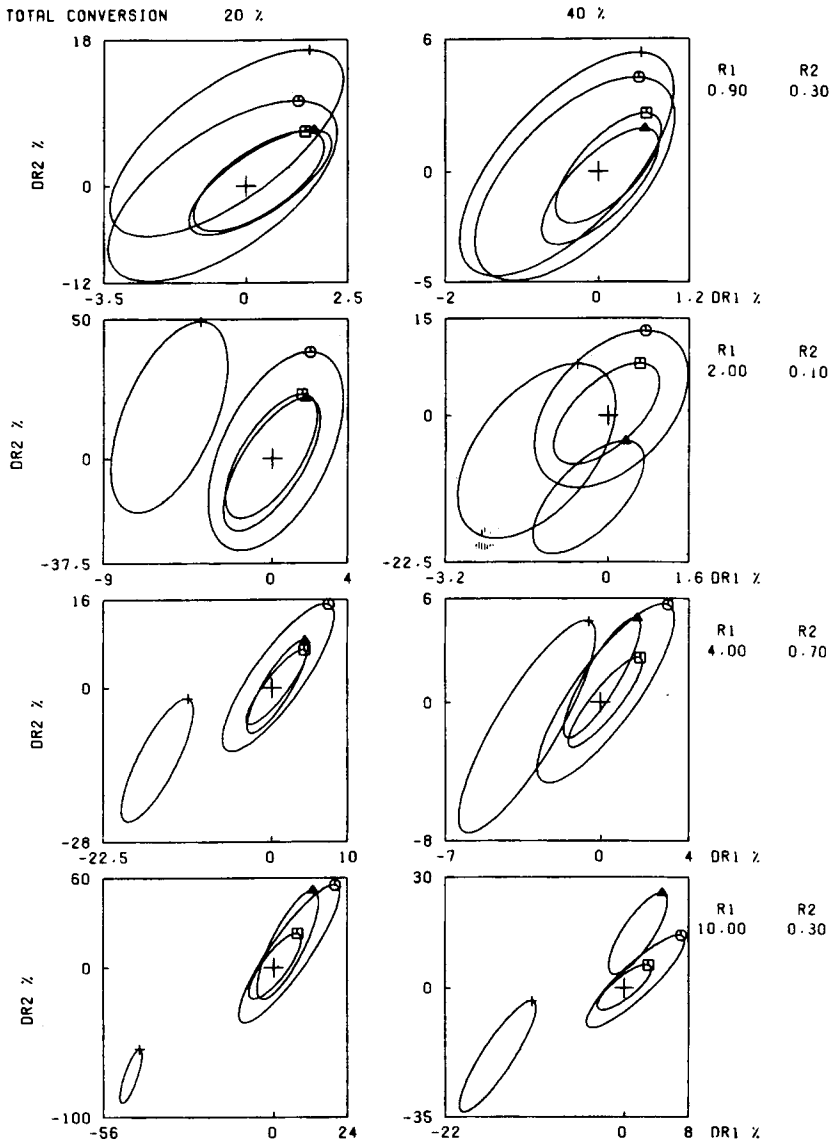 TOTAL CONVERSION 20 % 40 %
18 6
R1 R2
0.90 0.30
DR2 %
0 0
-12 -5
-3.5 0 2.5 -2 0 1.2 DR1 %
50 15
R1 R2
2.00 0.10
DR2 %
0 0
-37.5 -22.5
-9 0 4 -3.2 0 1.6 DR1 %
16 6
R1 R2
4.00 0.70
DR2 %
0 0
-28 -8
-22.5 0 10 -7 0 4 DR1 %
60 30
R1 R2
10.00 0.30
DR2 %
0 0
-100 -35
-56 0 24 -22 0 8 DR1 %